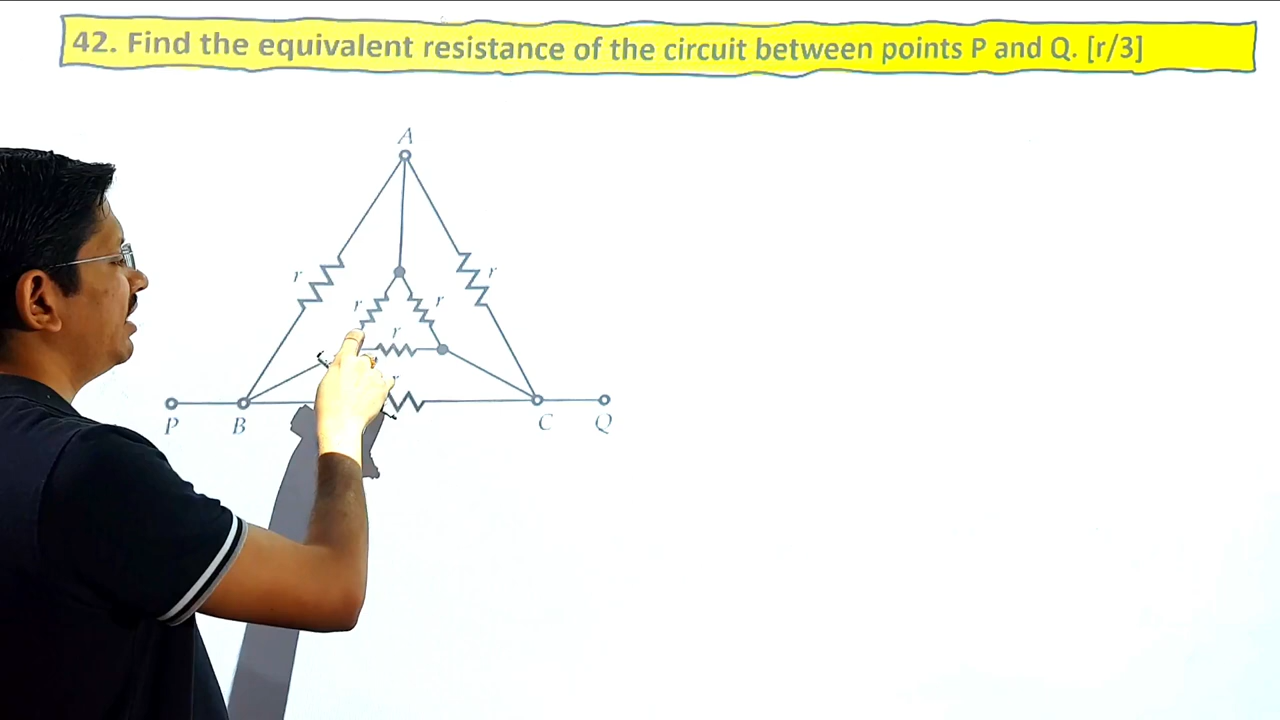 42. Find the equivalent resistance of the circuit between points P and Q. [r/3]
A
r
r
r
r
r
r
P
B
C
Q